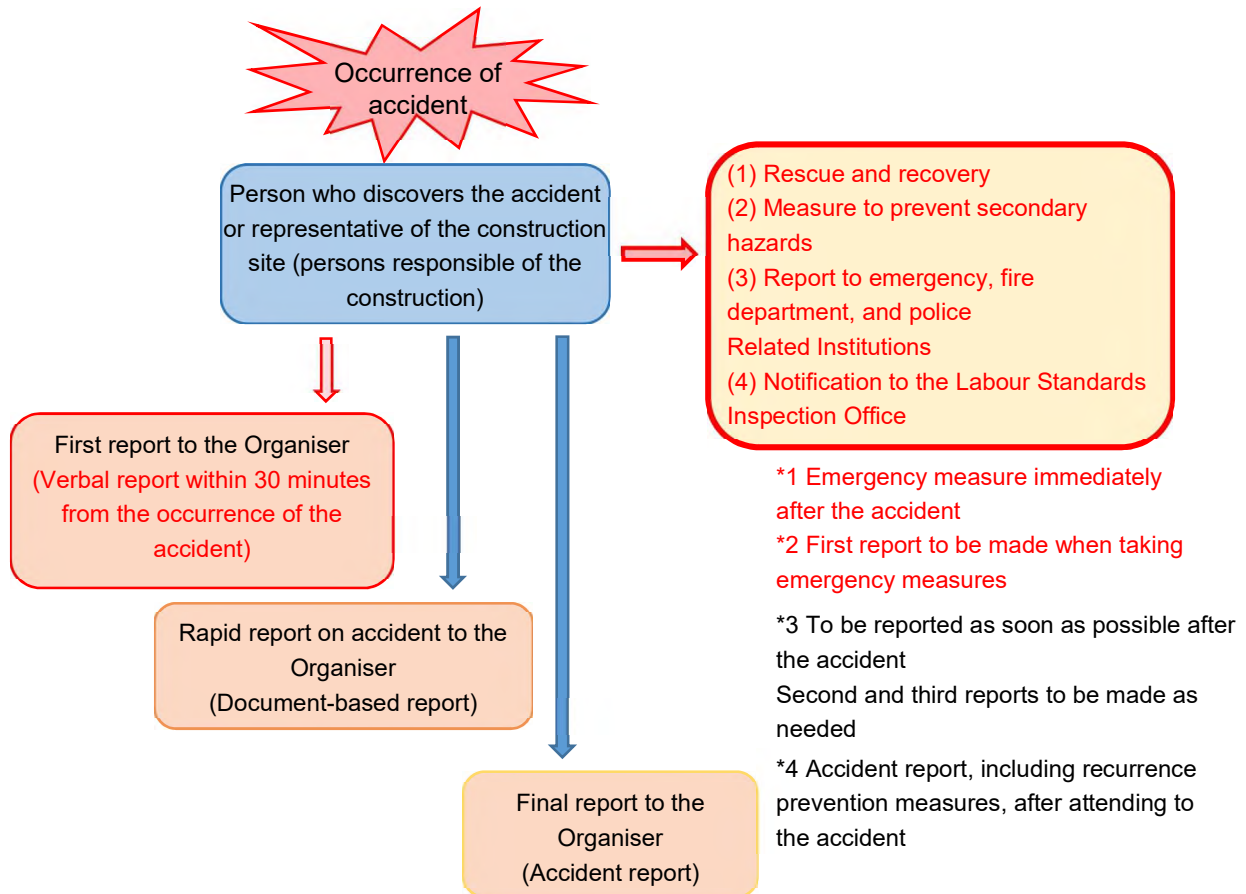 Occurrence of
accident
Person who discovers the accident
or representative of the construction
site (persons responsible of the
construction)
(1) Rescue and recovery
(2) Measure to prevent secondary
hazards
(3) Report to emergency, fire
department, and police
Related Institutions
(4) Notification to the Labour Standards
Inspection Office
First report to the Organiser
(Verbal report within 30 minutes
from the occurrence of the
accident)
*1 Emergency measure immediately
after the accident
*2 First report to be made when taking
emergency measures
Rapid report on accident to the
Organiser
(Document-based report)
*3 To be reported as soon as possible after
the accident
Second and third reports to be made as
needed
*4 Accident report, including recurrence
prevention measures, after attending to
the accident
Final report to the
Organiser
(Accident report)